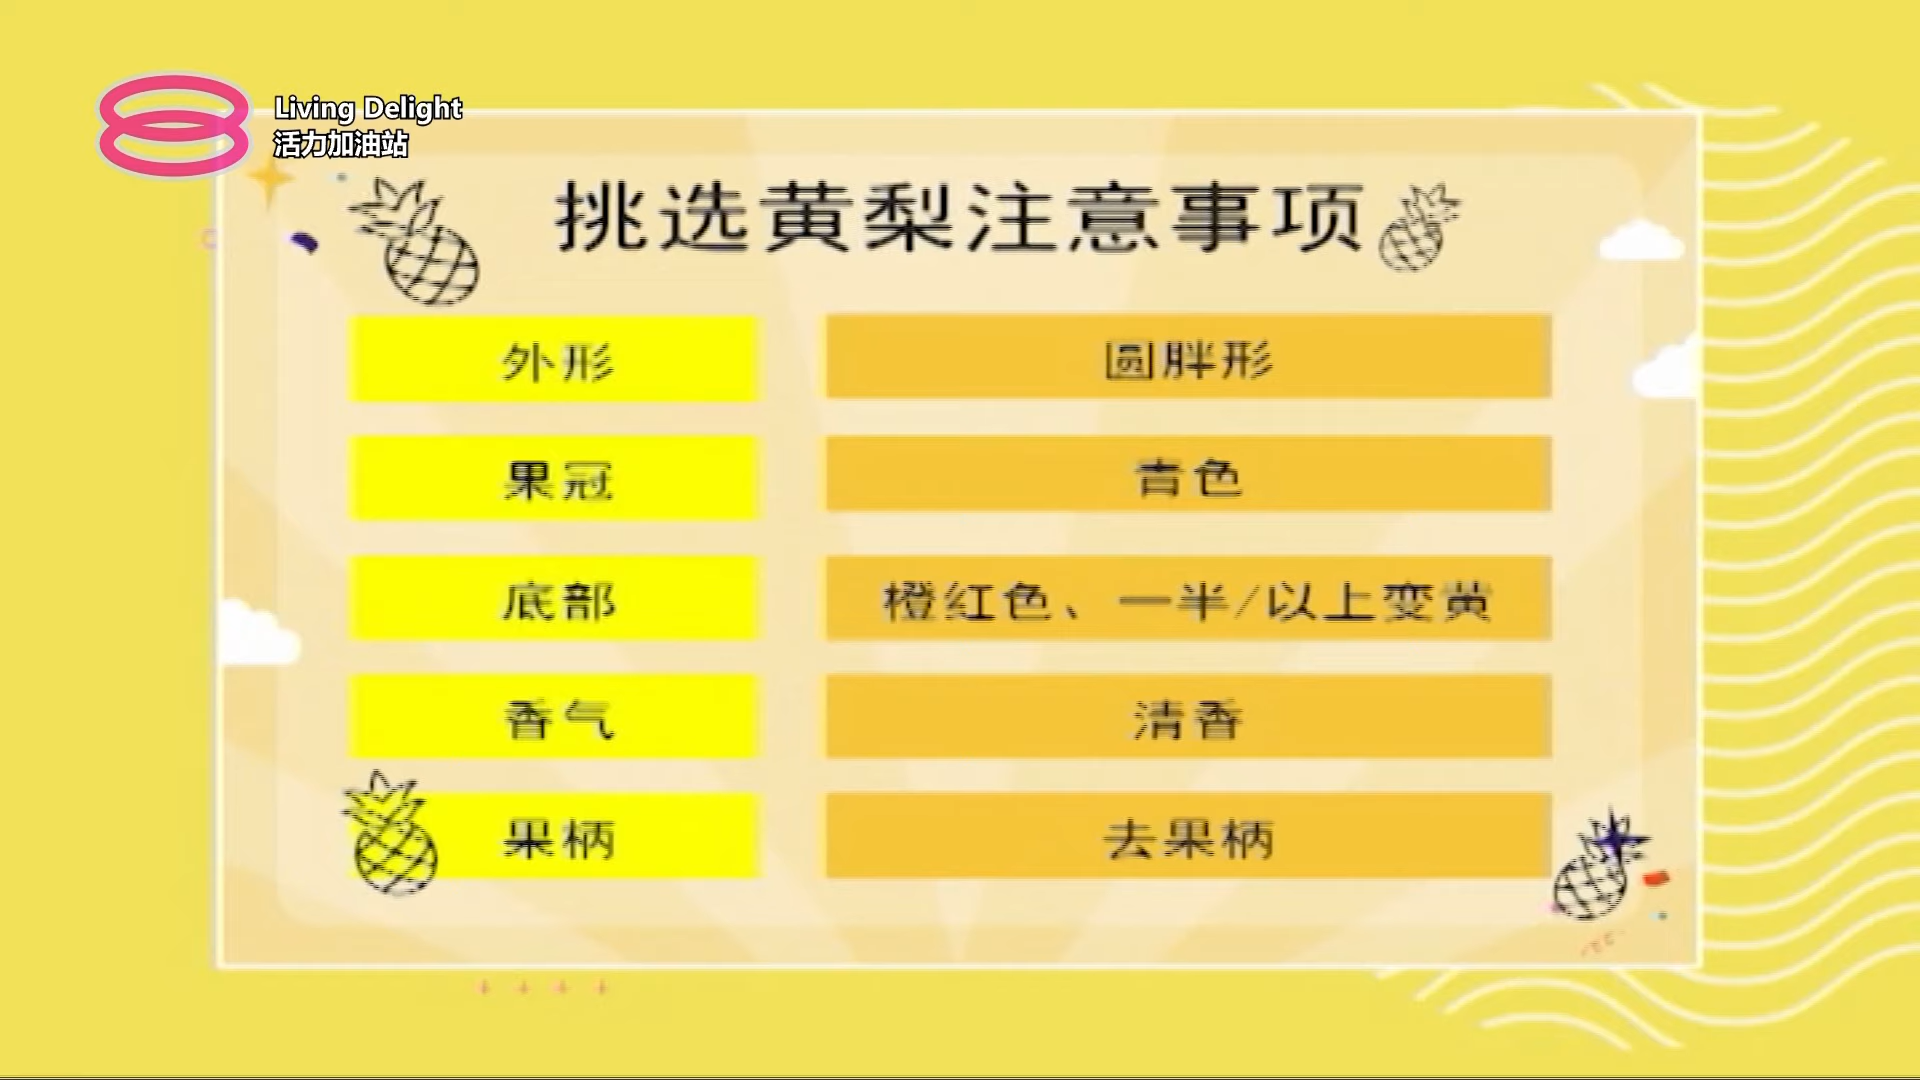 Living Delight
活力加油站
挑选黄梨注意事项
外形
圆胖形
果冠
青色
底部
橙红色、一半/以上变黄
香气
清香
果柄
去果柄